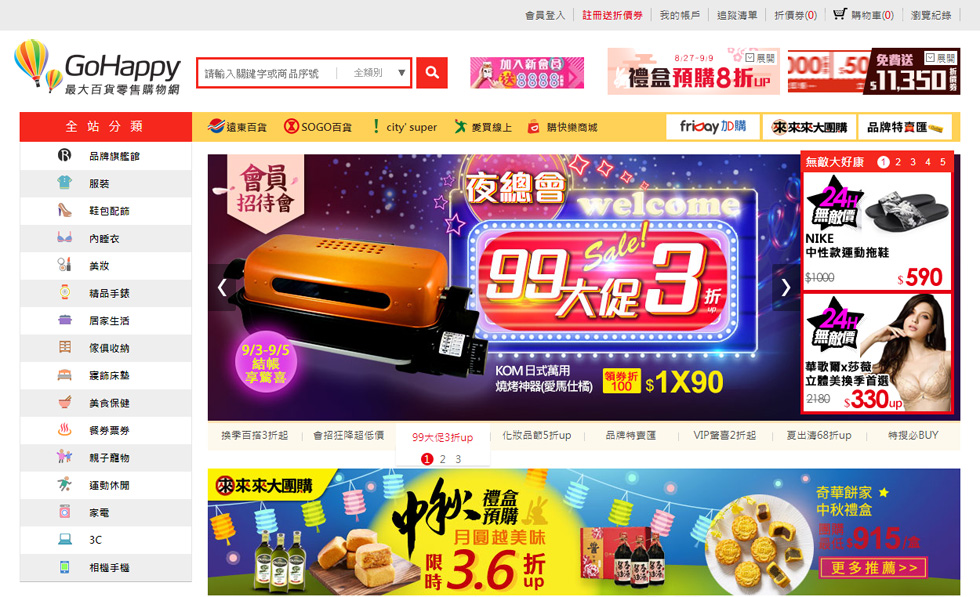 會員登入
註冊送折價券
我的帳戶
追蹤清單
折價券(0)
購物車(0)
瀏覽紀錄
GoHappy
最大百貨零售購物網
請輸入關鍵字或商品序號
全類別
加入新會員
送8888
8/27-9/9
展開
禮盒預購8折UP
免費送
展開
$11,350
折價券
全站分類
遠東百貨
SOGO百貨
city'super
愛買線上
購快樂商城
friDay加購
來來來大團購
品牌特賣匯
品牌旗艦館
服裝
鞋包配飾
內睡衣
美妝
精品手錶
居家生活
傢俱收納
寢飾床墊
美食保健
餐券票券
親子寵物
運動休閒
家電
3C
相機手機
會員
招待會
夜總會
welcome
Sale!
99大促3折up
9/3-9/5
結帳
享驚喜
KOM日式萬用
燒烤神器(愛馬仕橘)
領券折
100
$1X90
無敵大好康
1 2 3 4 5
24H
無敵價
NIKE
中性款運動拖鞋
$1000
$590
24H
無敵價
華歌爾x莎薇
立體美換季首選
2180
$330up
換季百搭3折起
會招狂降超低價
99大促3折up
化妝品節5折up
品牌特賣匯
VIP驚喜2折起
夏出清68折up
特搜必BUY
1 2 3
來來來大團購
中秋
禮盒
預購
月圓越美味
限時3.6折up
奇華餅家
中秋禮盒
$915/盒
更多推薦>>